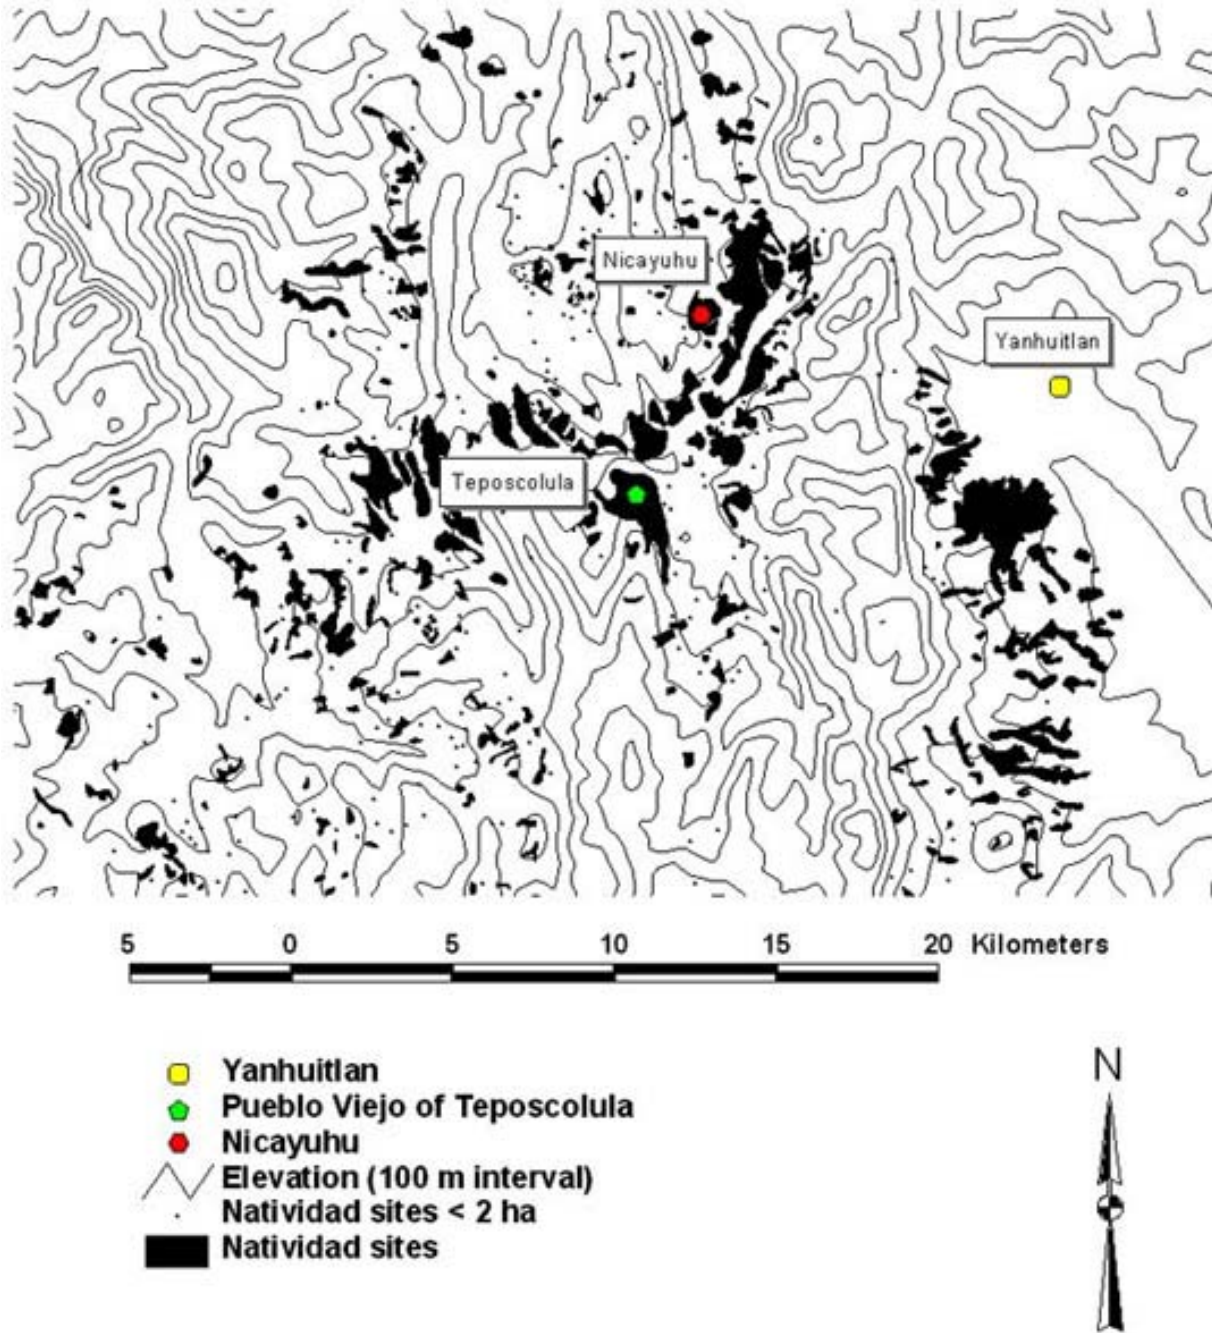 Nicayuhu
Yanhuitlan
Teposcolula
5 0 5 10 15 20 Kilometers
N
Yanhuitlan
Pueblo Viejo of Teposcolula
Nicayuhu
Elevation (100 m interval)
Natividad sites < 2 ha
Natividad sites